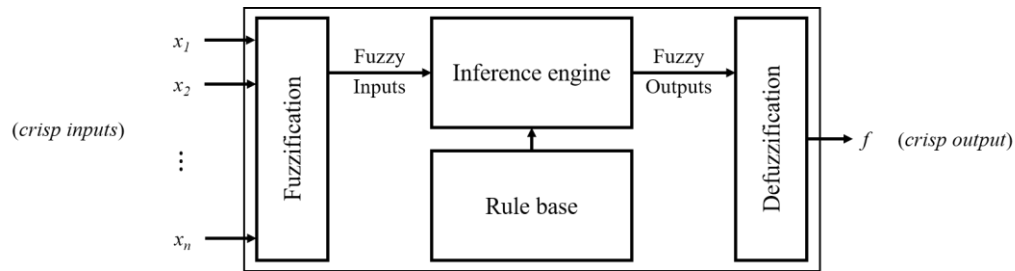 x1
x2
(crisp inputs)
⋮
xn
Fuzzification
Fuzzy
Inputs
Inference engine
Rule base
Fuzzy
Outputs
Defuzzification
f (crisp output)